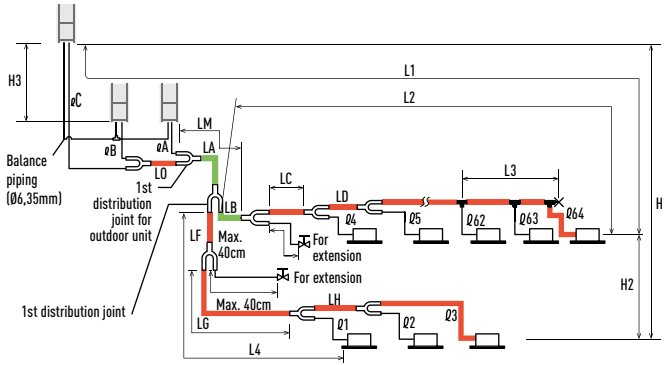 H3
ℓC
L1
L2
LM
ℓB
ℓA
LA
LO
Balance
piping
(Ø6,35mm)
1st
distribution
joint for
outdoor unit
LB
LC
LD
L3
ℓ4
ℓ5
ℓ62
ℓ63
ℓ64
H
LF
Max.
40cm
For
extension
For extension
H2
1st distribution joint
Max. 40cm
LH
LG
ℓ1
ℓ2
ℓ3
L4